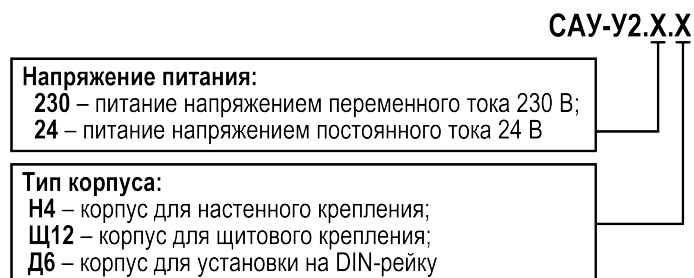 САУ-У2.Х.Х
Напряжение питания:
230 – питание напряжением переменного тока 230 В;
24 – питание напряжением постоянного тока 24 В
Тип корпуса:
Н4 – корпус для настенного крепления;
Щ12 – корпус для щитового крепления;
Д6 – корпус для установки на DIN-рейку